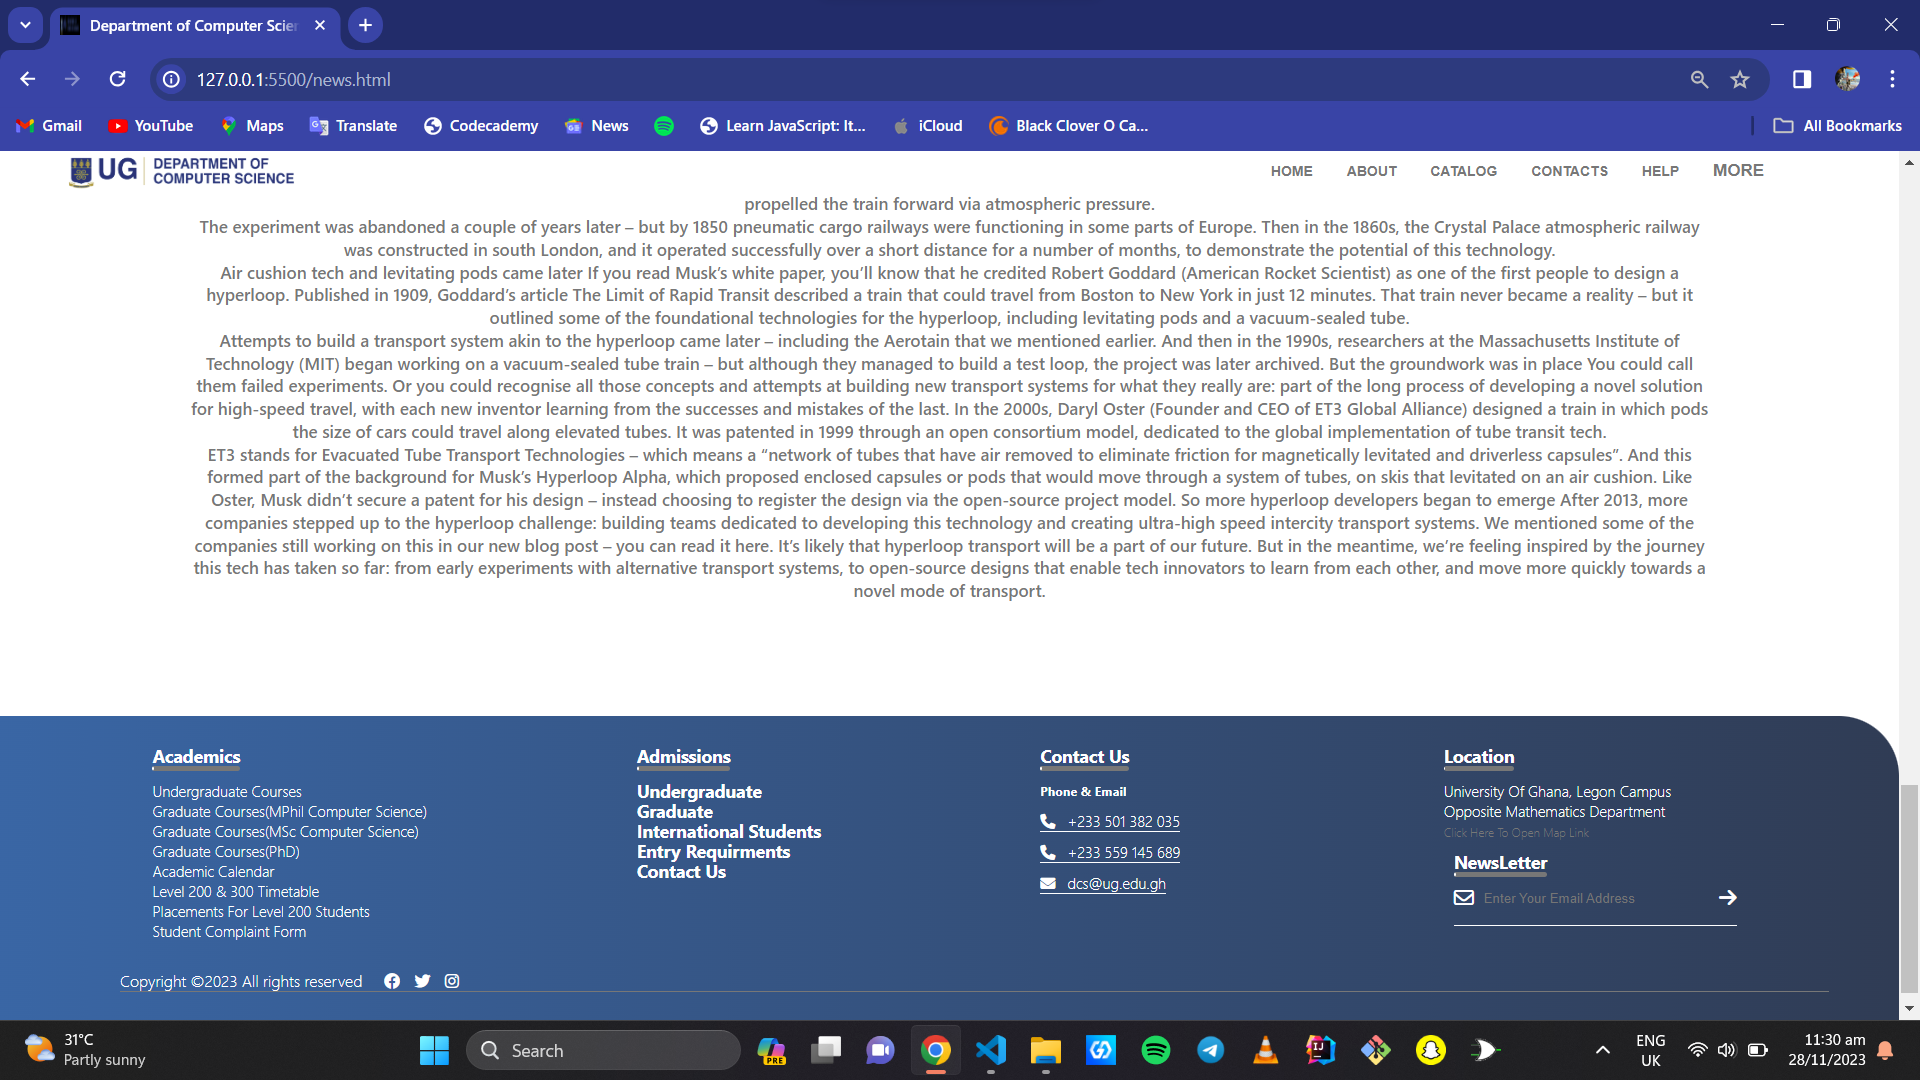 Department of Computer Scien
127.0.0.1:5500/news.html
Gmail YouTube Maps Translate Codecademy News Learn JavaScript: It... iCloud Black Clover O Ca... All Bookmarks
UG DEPARTMENT OF
COMPUTER SCIENCE
HOME ABOUT CATALOG CONTACTS HELP MORE
propelled the train forward via atmospheric pressure.
The experiment was abandoned a couple of years later – but by 1850 pneumatic cargo railways were functioning in some parts of Europe. Then in the 1860s, the Crystal Palace atmospheric railway
was constructed in south London, and it operated successfully over a short distance for a number of months, to demonstrate the potential of this technology.
Air cushion tech and levitating pods came later If you read Musk’s white paper, you’ll know that he credited Robert Goddard (American Rocket Scientist) as one of the first people to design a
hyperloop. Published in 1909, Goddard’s article The Limit of Rapid Transit described a train that could travel from Boston to New York in just 12 minutes. That train never became a reality – but it
outlined some of the foundational technologies for the hyperloop, including levitating pods and a vacuum-sealed tube.
Attempts to build a transport system akin to the hyperloop came later – including the Aerotain that we mentioned earlier. And then in the 1990s, researchers at the Massachusetts Institute of
Technology (MIT) began working on a vacuum-sealed tube train – but although they managed to build a test loop, the project was later archived. But the groundwork was in place You could call
them failed experiments. Or you could recognise all those concepts and attempts at building new transport systems for what they really are: part of the long process of developing a novel solution
for high-speed travel, with each new inventor learning from the successes and mistakes of the last. In the 2000s, Daryl Oster (Founder and CEO of ET3 Global Alliance) designed a train in which pods
the size of cars could travel along elevated tubes. It was patented in 1999 through an open consortium model, dedicated to the global implementation of tube transit tech.
ET3 stands for Evacuated Tube Transport Technologies – which means a “network of tubes that have air removed to eliminate friction for magnetically levitated and driverless capsules”. And this
formed part of the background for Musk’s Hyperloop Alpha, which proposed enclosed capsules or pods that would move through a system of tubes, on skis that levitated on an air cushion. Like
Oster, Musk didn’t secure a patent for his design – instead choosing to register the design via the open-source project model. So more hyperloop developers began to emerge After 2013, more
companies stepped up to the hyperloop challenge: building teams dedicated to developing this technology and creating ultra-high speed intercity transport systems. We mentioned some of the
companies still working on this in our new blog post – you can read it here. It’s likely that hyperloop transport will be a part of our future. But in the meantime, we’re feeling inspired by the journey
this tech has taken so far: from early experiments with alternative transport systems, to open-source designs that enable tech innovators to learn from each other, and move more quickly towards a
novel mode of transport.
Academics
Undergraduate Courses
Graduate Courses(MPhil Computer Science)
Graduate Courses(MSc Computer Science)
Graduate Courses(PhD)
Academic Calendar
Level 200 & 300 Timetable
Placements For Level 200 Students
Student Complaint Form
Admissions
Undergraduate
Graduate
International Students
Entry Requirments
Contact Us
Contact Us
Phone & Email
+233 501 382 035
+233 559 145 689
dcs@ug.edu.gh
Location
University Of Ghana, Legon Campus
Opposite Mathematics Department
Click Here To Open Map Link
NewsLetter
Enter Your Email Address
Copyright ©2023 All rights reserved
31°C
Partly sunny
Search
PRE
ENG
UK
11:30 am
28/11/2023